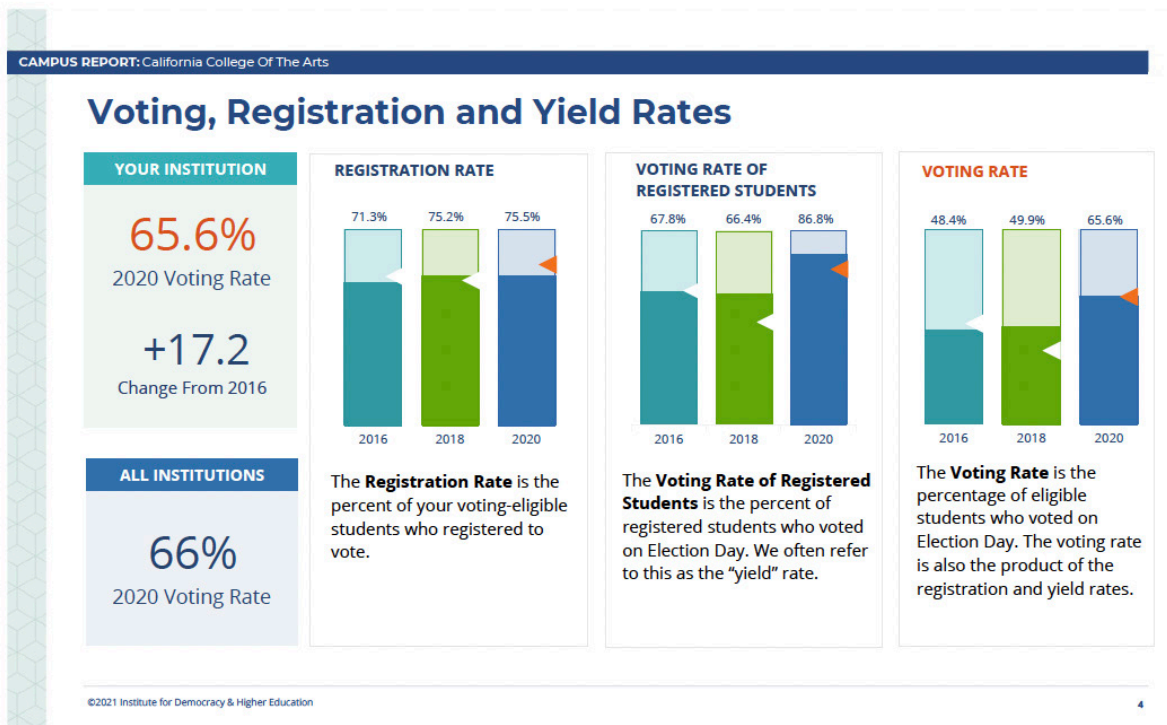 CAMPUS REPORT: California College Of The Arts
Voting, Registration and Yield Rates
YOUR INSTITUTION
65.6%
2020 Voting Rate
+17.2
Change From 2016
ALL INSTITUTIONS
66%
2020 Voting Rate
REGISTRATION RATE
71.3% 75.2% 75.5%
2016 2018 2020
The Registration Rate is the
percent of your voting-eligible
students who registered to
vote.
VOTING RATE OF
REGISTERED STUDENTS
67.8% 66.4% 86.8%
2016 2018 2020
The Voting Rate of Registered
Students is the percent of
registered students who voted
on Election Day. We often refer
to this as the “yield” rate.
VOTING RATE
48.4% 49.9% 65.6%
2016 2018 2020
The Voting Rate is the
percentage of eligible
students who voted on
Election Day. The voting rate
is also the product of the
registration and yield rates.
©2021 Institute for Democracy & Higher Education
4